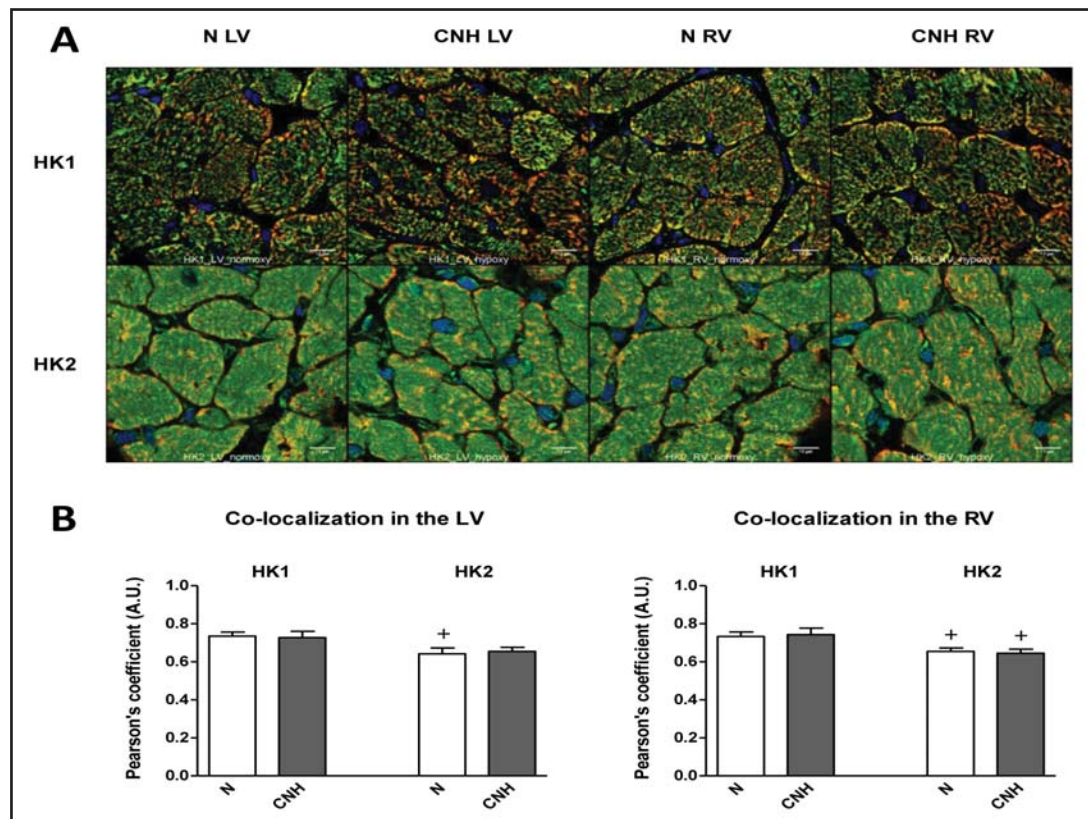 A
N LV CNH LV N RV CNH RV
HK1
HK1_LV_normoxy HK1_LV_hypoxy HK1_RV_normoxy HK1_RV_hypoxy
HK2
HK2_LV_normoxy HK2_LV_hypoxy HK2_RV_normoxy HK2_RV_hypoxy
B
Co-localization in the LV
HK1 HK2
Pearson's coefficient (A.U.)
1.0
0.8
0.6
0.4
0.2
0.0
+
N CNH N CNH
Co-localization in the RV
HK1 HK2
Pearson's coefficient (A.U.)
1.0
0.8
0.6
0.4
0.2
0.0
+ +
N CNH N CNH